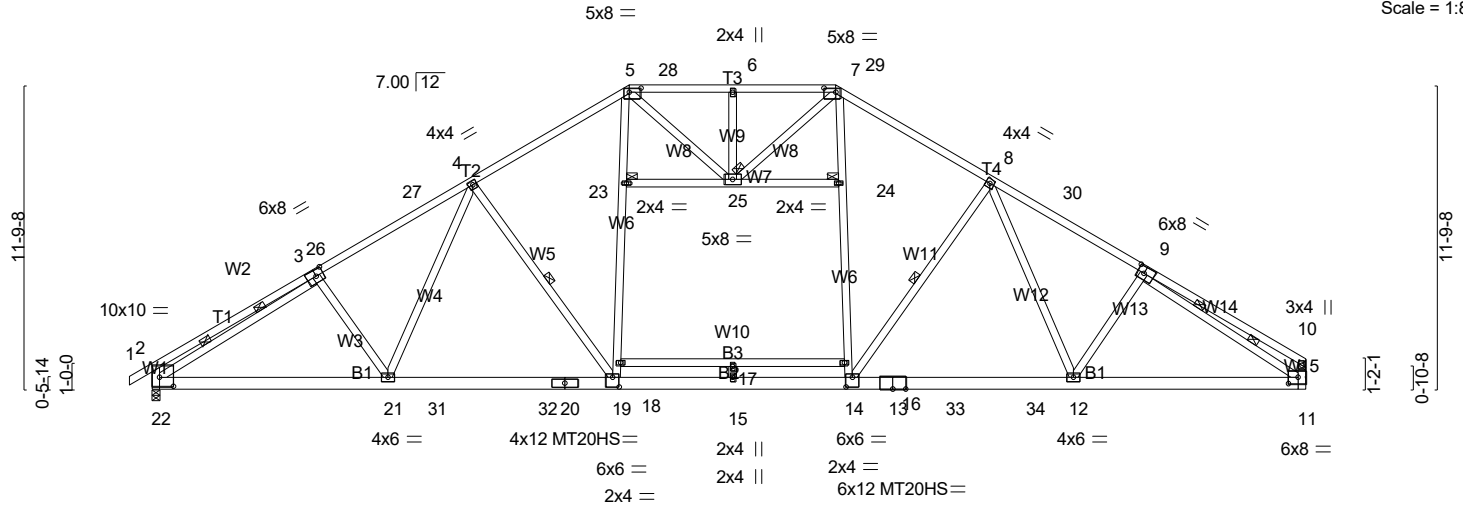 Scale = 1:8
5x8 =
2x4 ||
5x8 =
7.00 12
5 28 6 7 29
T3
4x4 =
4x4 =
W9
W8 W8
4 T2
T4 8
W7
27 23 25 24 30
6x8 =
2x4 = 2x4 =
6x8 =
W6
5x8 =
11-9-8
11-9-8
3 26
9
W2
W5
W11
W6
10x10 =
W4
W12
W13 W14
3x4 ||
T1
W10
10
1 2
W3
B3
W1
B1
B1
17
0-5-14
1-0-0
1-2-1
0-10-8
22 21 31 32 20 19 18 15 14 13 16 33 34 12 11
4x6 =
4x12 MT20HS=
2x4 ||
6x6 =
4x6 =
6x8 =
6x6 =
2x4 ||
2x4 =
2x4 =
6x12 MT20HS=